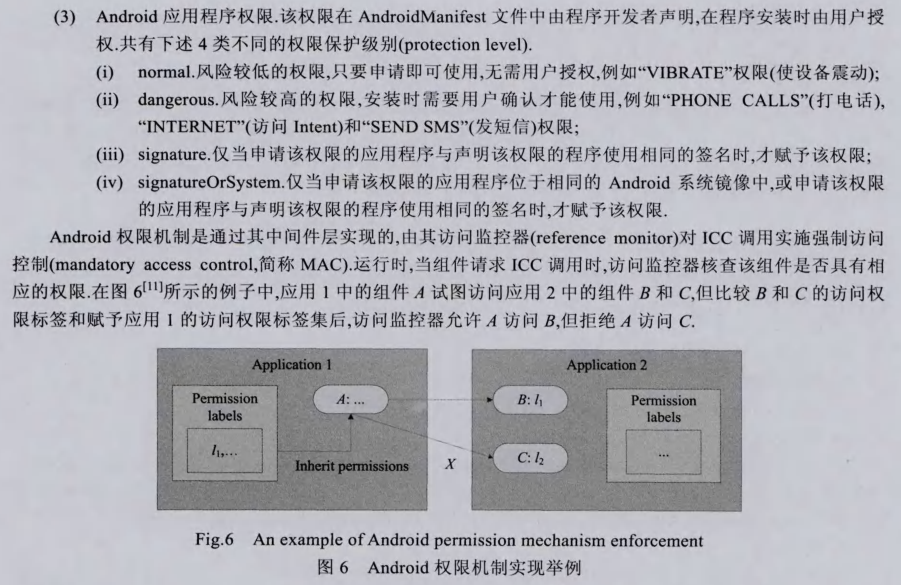 (3) Android 应用程序权限.该权限在 AndroidManifest 文件中由程序开发者声明,在程序安装时由用户授
权.共有下述 4 类不同的权限保护级别(protection level).
(i) normal.风险较低的权限,只要申请即可使用,无需用户授权,例如“VIBRATE”权限(使设备震动);
(ii) dangerous.风险较高的权限,安装时需要用户确认才能使用,例如“PHONE CALLS”(打电话),
“INTERNET”(访问 Intent)和“SEND SMS”(发短信)权限;
(iii) signature.仅当申请该权限的应用程序与声明该权限的程序使用相同的签名时,才赋予该权限;
(iv) signatureOrSystem.仅当申请该权限的应用程序位于相同的 Android 系统镜像中,或申请该权限
的应用程序与声明该权限的程序使用相同的签名时,才赋予该权限.
Android 权限机制是通过其中间件层实现的,由其访问监控器(reference monitor)对 ICC 调用实施强制访问
控制(mandatory access control,简称 MAC).运行时,当组件请求 ICC 调用时,访问监控器核查该组件是否具有相
应的权限.在图 6[11]所示的例子中,应用 1 中的组件 A 试图访问应用 2 中的组件 B 和 C,但比较 B 和 C 的访问权
限标签和赋予应用 1 的访问权限标签集后,访问监控器允许 A 访问 B,但拒绝 A 访问 C.
Application 1
Permission
labels
l1,...
A: ...
Inherit permissions
X
Application 2
B: l1
C: l2
Permission
labels
...
Fig.6 An example of Android permission mechanism enforcement
图 6 Android 权限机制实现举例